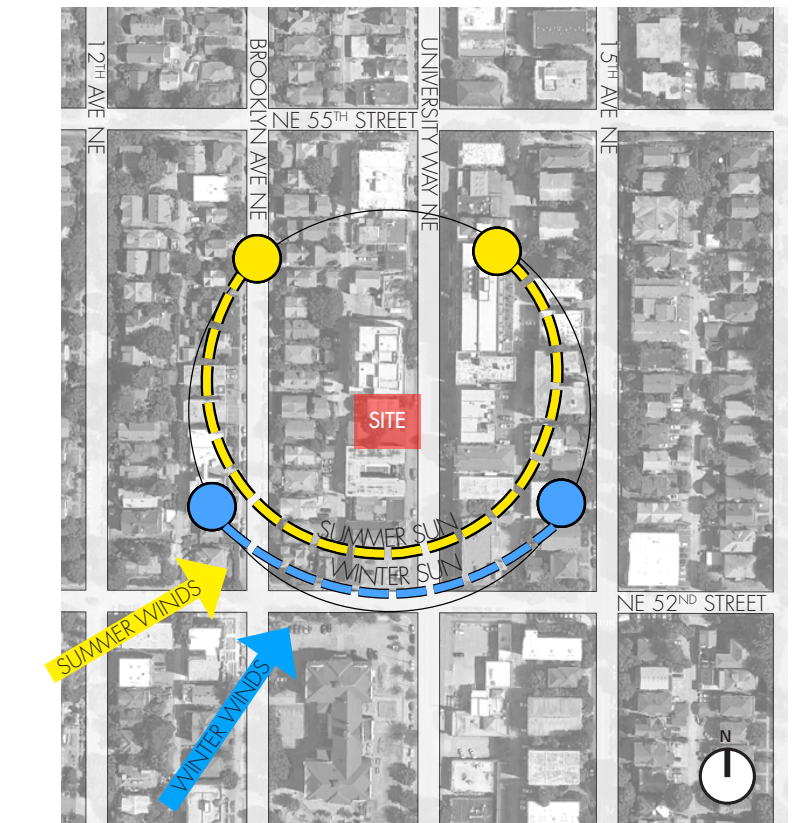 12TH AVE NE
BROOKLYN AVE NE
UNIVERSITY WAY NE
15TH AVE NE
NE 55TH STREET
SITE
SUMMER SUN
WINTER SUN
SUMMER WINDS
WINTER WINDS
NE 52ND STREET
N